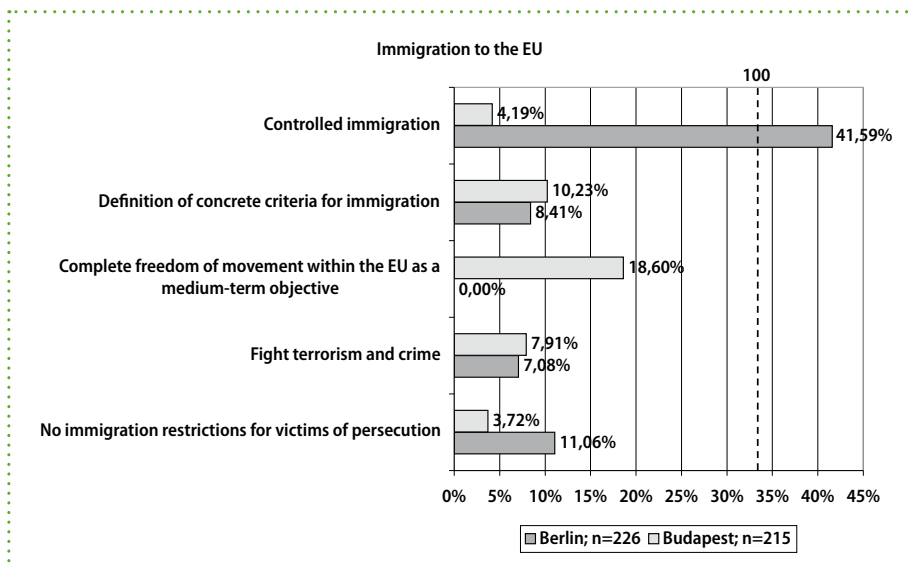 Immigration to the EU
100
Controlled immigration
4,19%
41,59%
Definition of concrete criteria for immigration
10,23%
8,41%
Complete freedom of movement within the EU as a
medium-term objective
18,60%
0,00%
Fight terrorism and crime
7,91%
7,08%
No immigration restrictions for victims of persecution
3,72%
11,06%
0% 5% 10% 15% 20% 25% 30% 35% 40% 45%
Berlin; n=226 Budapest; n=215